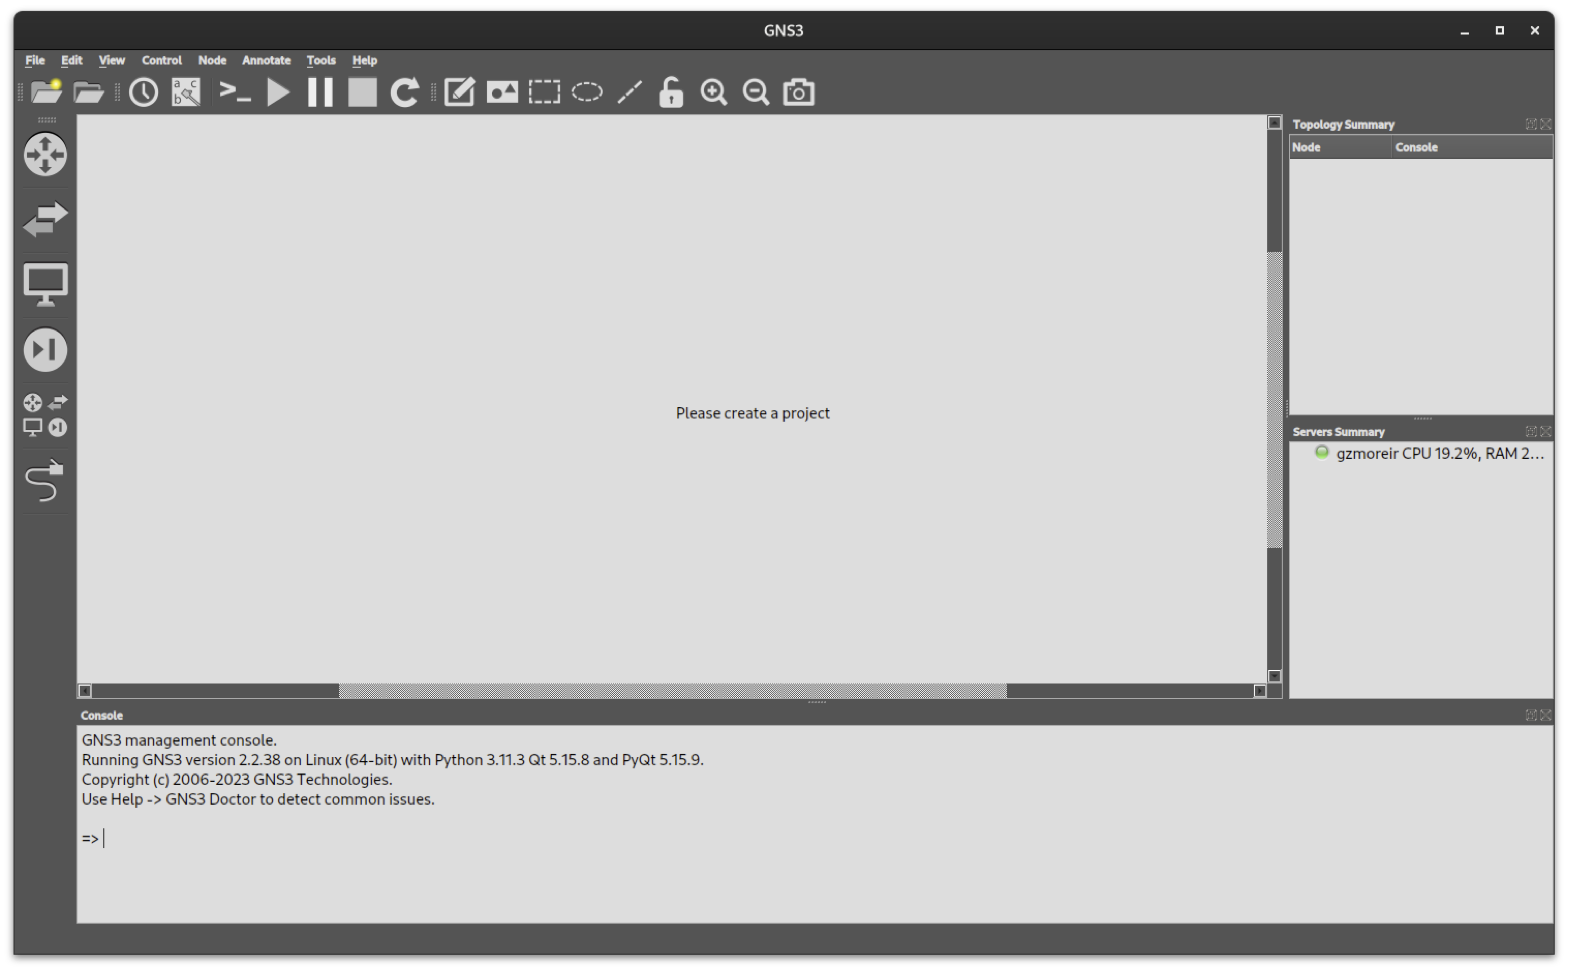 GNS3
File Edit View Control Node Annotate Tools Help
a c
b
>_
Please create a project
Topology Summary
Node Console
Servers Summary
gzmoreir CPU 19.2%, RAM 2...
Console
GNS3 management console.
Running GNS3 version 2.2.38 on Linux (64-bit) with Python 3.11.3 Qt 5.15.8 and PyQt 5.15.9.
Copyright (c) 2006-2023 GNS3 Technologies.
Use Help -> GNS3 Doctor to detect common issues.
=>